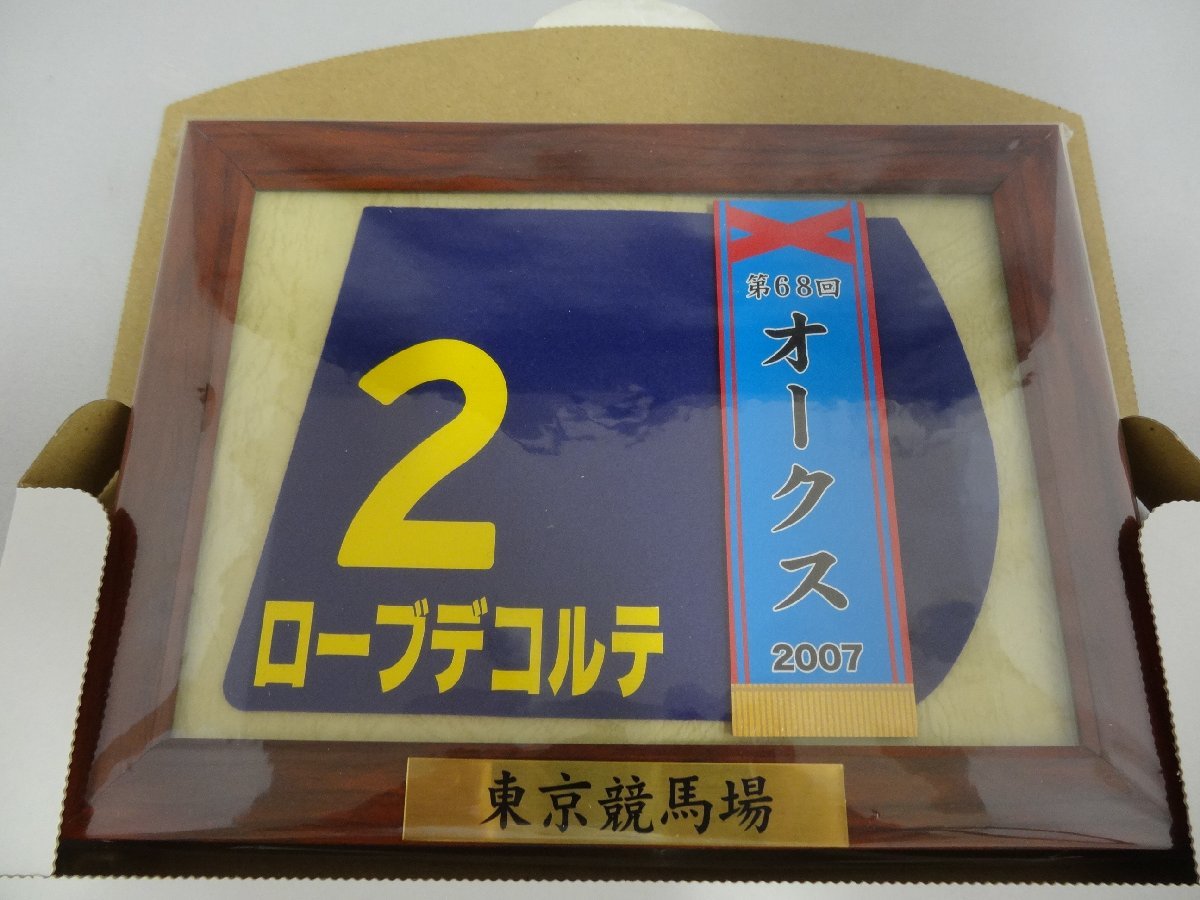 2
ローブデコルテ
第68回
オークス
2007
東京競馬場